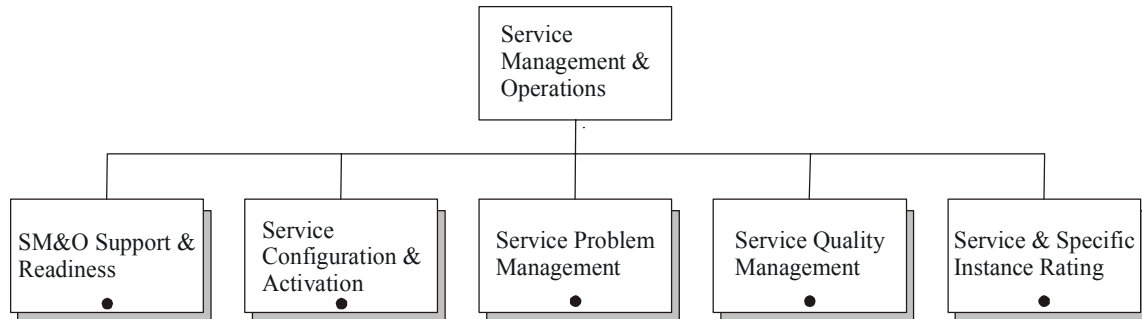 Service
Management &
Operations
SM&O Support &
Readiness
Service
Configuration &
Activation
Service Problem
Management
Service Quality
Management
Service & Specific
Instance Rating